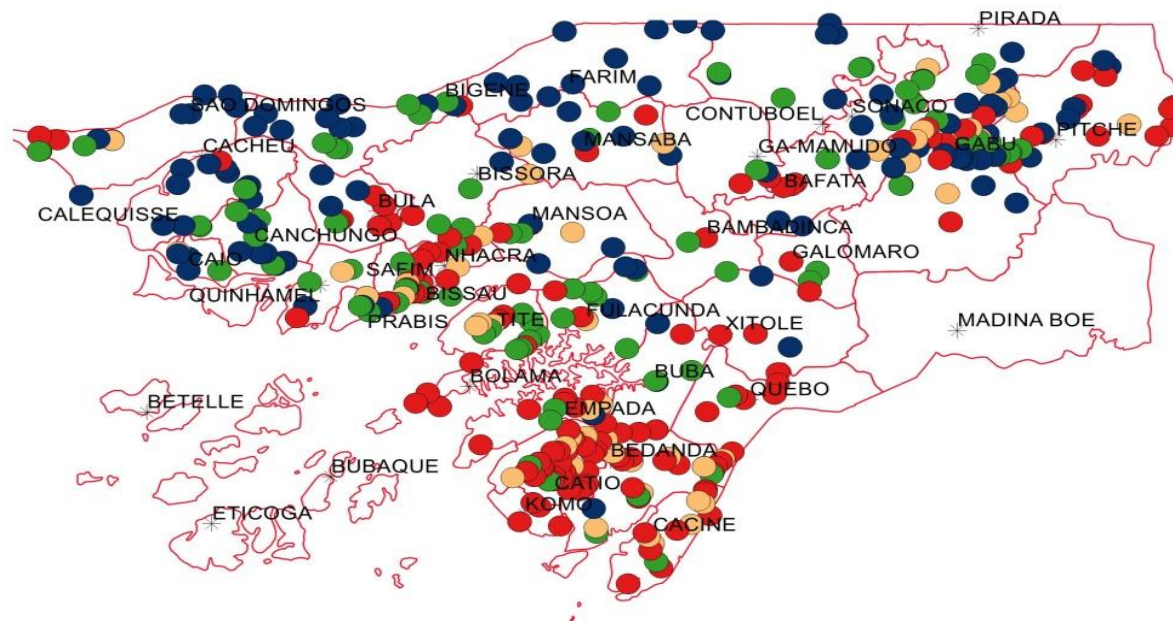 PIRADA
FARIM
BIGENE
SAO DOMINGOS
SONACO
CONTUBOEL
MANSABA
CACHEU
GA-MAMUDO
GABU
PITCHE
BISSORA
BAFATA
BULA
CALEQUISSE
MANSOA
CANCHUNGO
BAMBADINCA
CAIO
NHACRA
GALOMARO
SAFIM
QUINHAMEL
BISSAU
PRABIS
TITE
FULACUNDA
XITOLE
MADINA BOE
BOLAMA
BUBA
QUEBO
BETELLE
EMPADA
BEDANDA
BUBAQUE
CATIO
KOMO
ETICOGA
CACINE